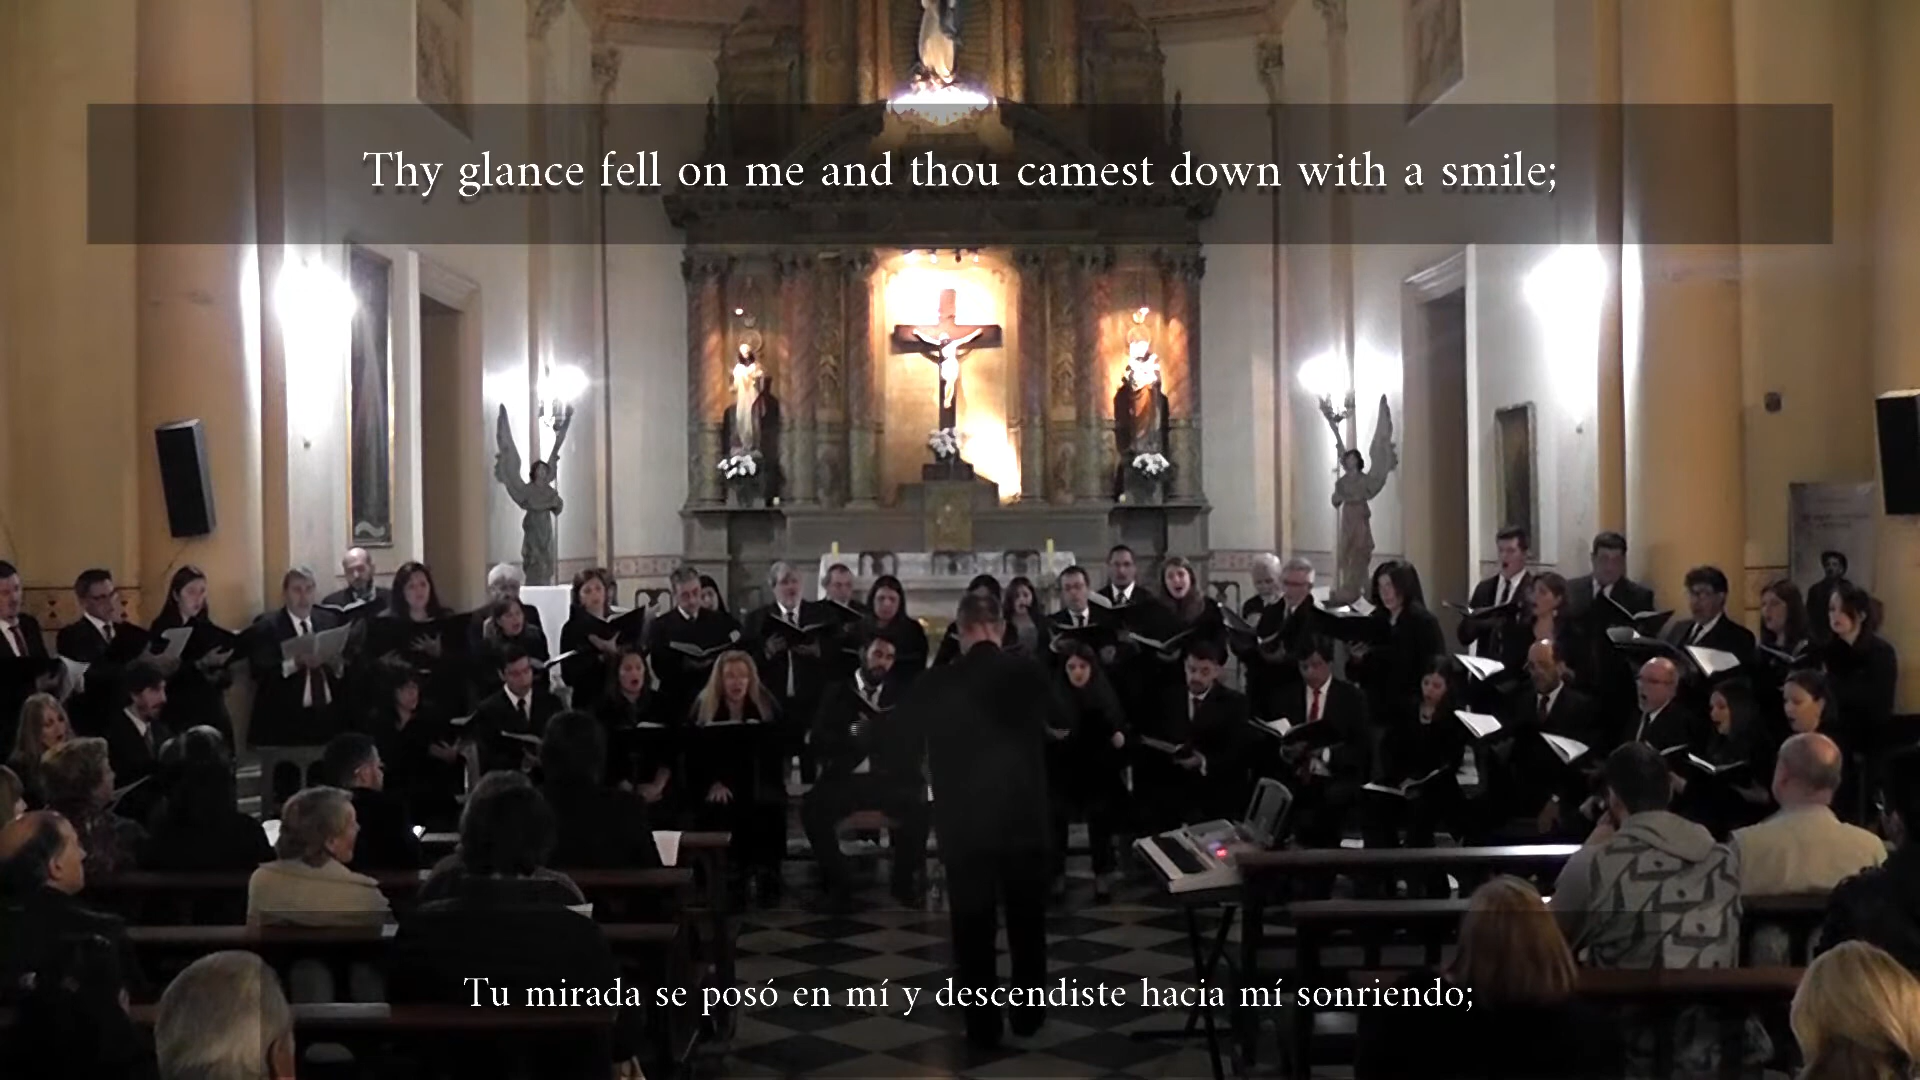 Thy glance fell on me and thou camest down with a smile;
Tu mirada se posó en mí y descendiste hacia mí sonriendo;